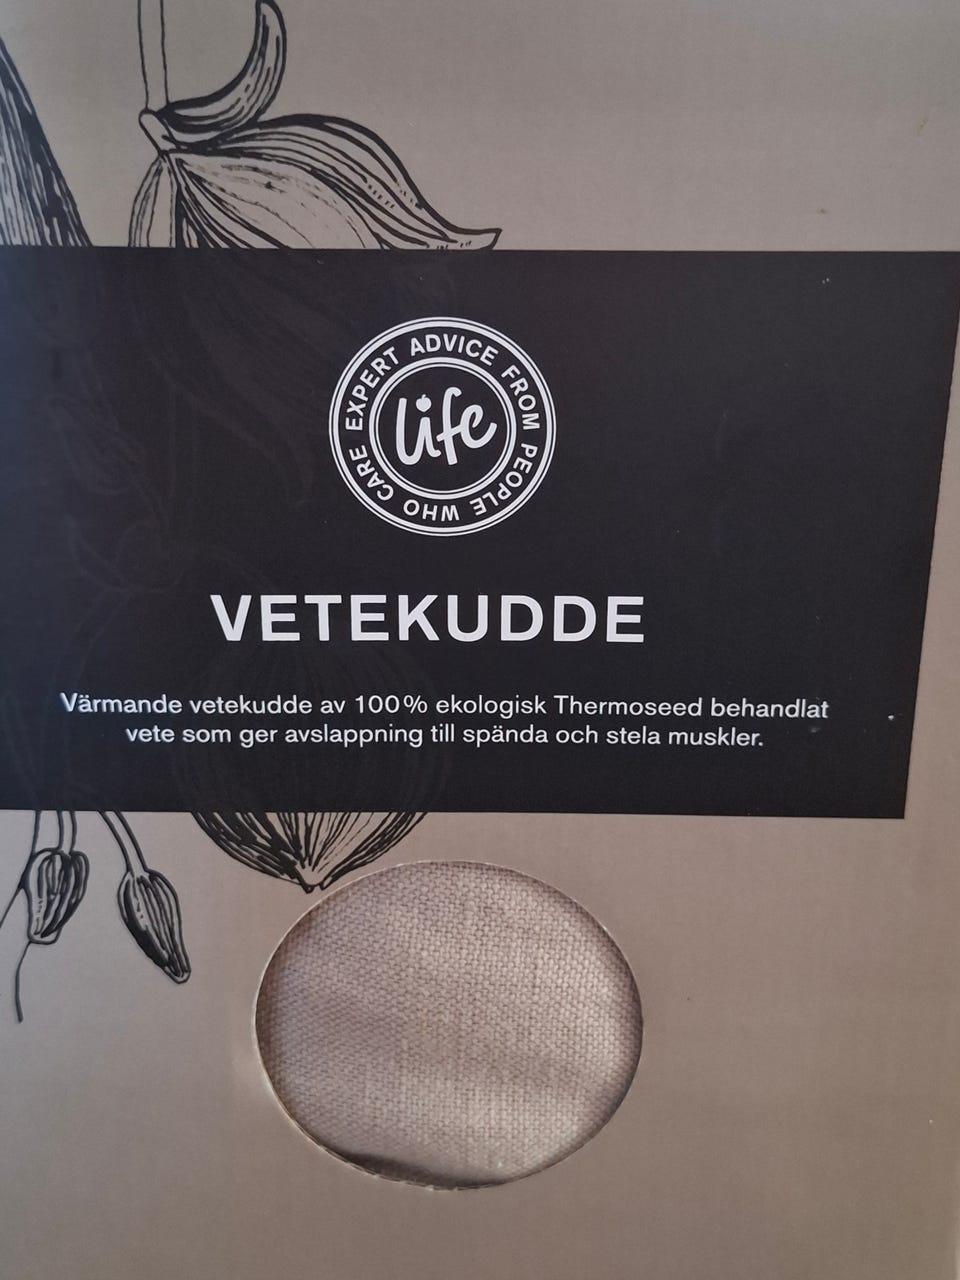 EXPERT ADVICE FROM PEOPLE WHO CARE
life
VETEKUDDE
Värmande vetekudde av 100% ekologisk Thermoseed behandlat
vete som ger avslappning till spända och stela muskler.